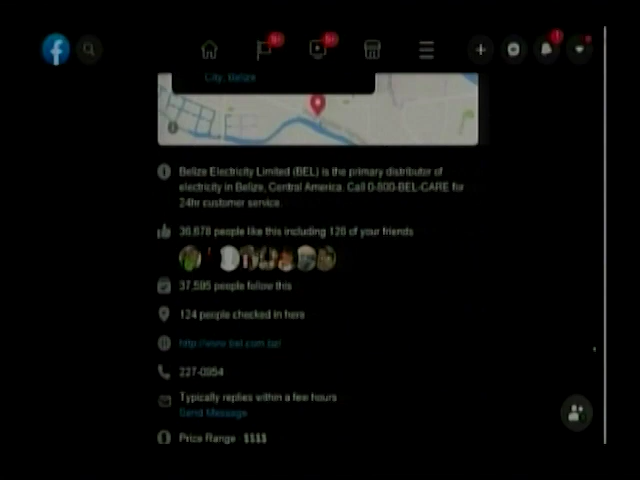 City, Belize
Belize Electricity Limited (BEL) is the primary distributor of
electricity in Belize, Central America. Call 0-800-BEL-CARE for
24hr customer service.
36,678 people like this including 126 of your friends
37,595 people follow this
124 people checked in here
http://www.bel.com.bz/
227-0954
Typically replies within a few hours
Send Message
Price Range $$$$